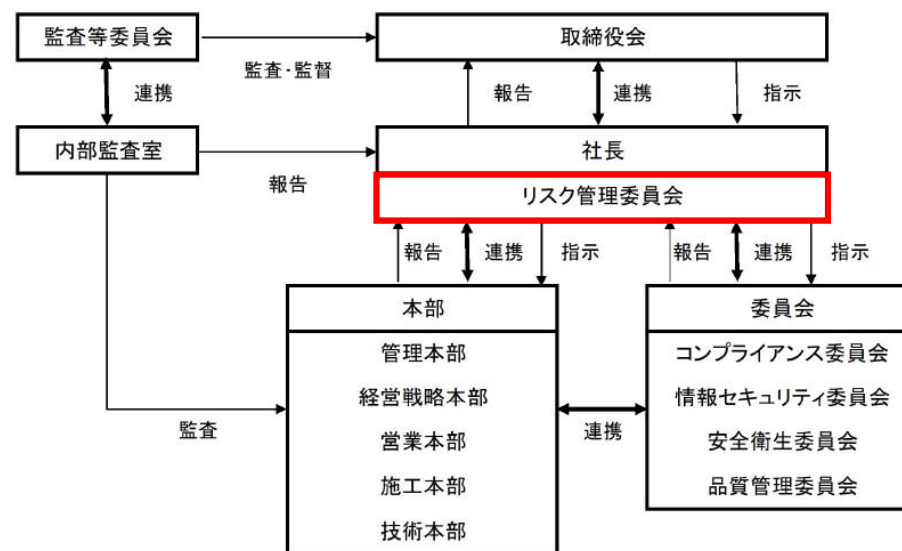 監査等委員会
取締役会
監査・監督
連携
報告
連携
指示
内部監査室
社長
報告
リスク管理委員会
報告
連携
指示
報告
連携
指示
本部
委員会
管理本部
経営戦略本部
営業本部
施工本部
技術本部
コンプライアンス委員会
情報セキュリティ委員会
安全衛生委員会
品質管理委員会
監査
連携